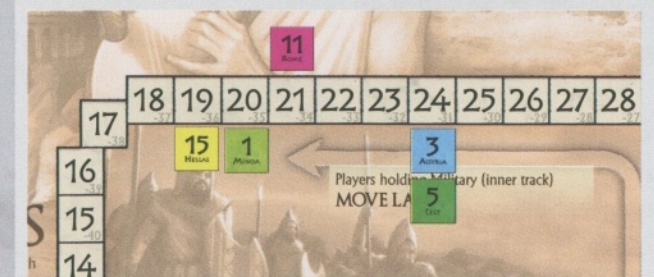 11
ROME
18 19 20 21 22 23 24 25 26 27 28
-37 -36 -35 -34 -33 -32 -31 -30 -29 -28 -27
17
-38
15
HELLAS
1
MINOA
3
ASSYRIA
16
-39
Players holding Military (inner track)
5
CELT
MOVE LA
15
-40
S
h
14